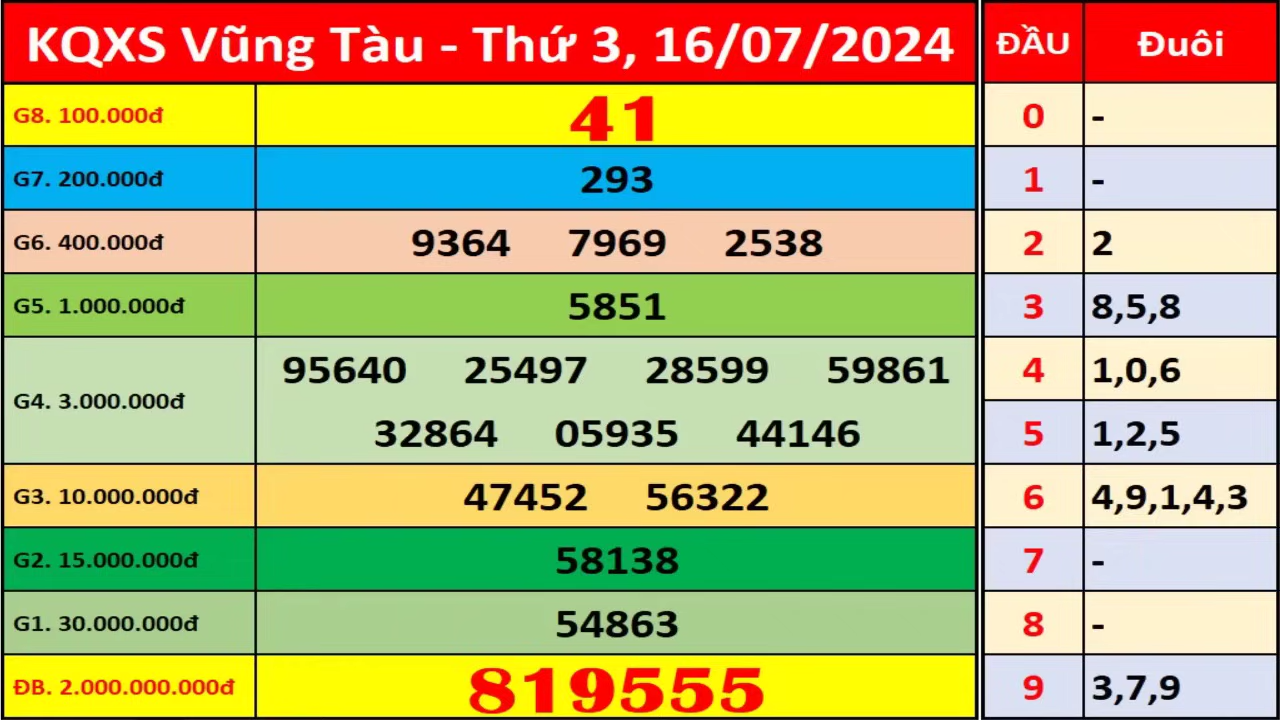 KQXS Vũng Tàu - Thứ 3, 16/07/2024
G8. 100.000đ 41
G7. 200.000đ 293
G6. 400.000đ 9364 7969 2538
G5. 1.000.000đ 5851
G4. 3.000.000đ 95640 25497 28599 59861
32864 05935 44146
G3. 10.000.000đ 47452 56322
G2. 15.000.000đ 58138
G1. 30.000.000đ 54863
ĐB. 2.000.000.000đ 819555
ĐẦU Đuôi
0 -
1 -
2 2
3 8,5,8
4 1,0,6
5 1,2,5
6 4,9,1,4,3
7 -
8 -
9 3,7,9